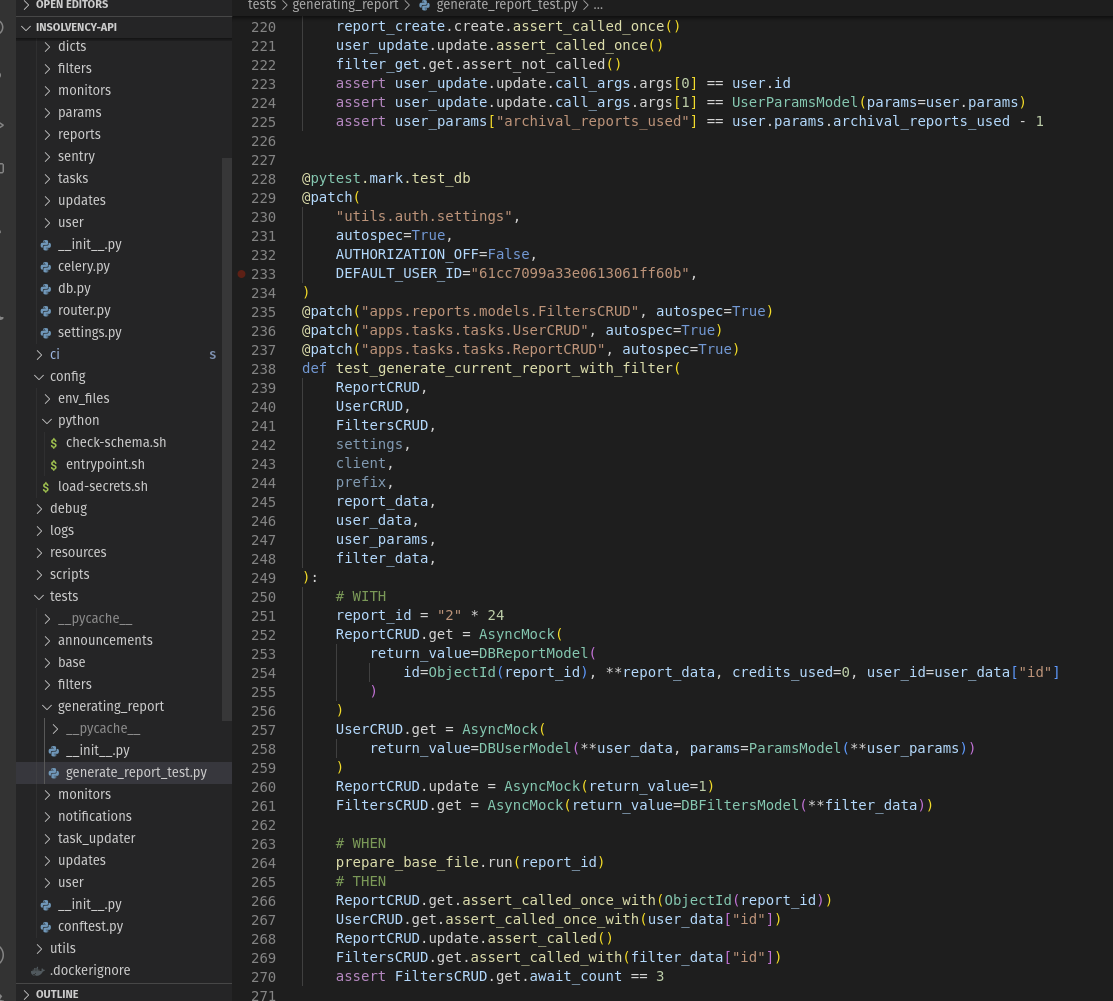 OPEN EDITORS
INSOLVENCY-API
dicts
filters
monitors
params
reports
sentry
tasks
updates
user
__init__.py
celery.py
db.py
router.py
settings.py
ci S
config
env_files
python
$ check-schema.sh
$ entrypoint.sh
$ load-secrets.sh
debug
logs
resources
scripts
tests
__pycache__
announcements
base
filters
generating_report
__pycache__
__init__.py
generate_report_test.py
monitors
notifications
task_updater
updates
user
__init__.py
conftest.py
utils
.dockerignore
OUTLINE
tests > generating_report > generate_report_test.py > ...
220     report_create.create.assert_called_once()
221     user_update.update.assert_called_once()
222     filter_get.get.assert_not_called()
223     assert user_update.update.call_args.args[0] == user.id
224     assert user_update.update.call_args.args[1] == UserParamsModel(params=user.params)
225     assert user_params["archival_reports_used"] == user.params.archival_reports_used - 1
226
227
228 @pytest.mark.test_db
229 @patch(
230     "utils.auth.settings",
231     autospec=True,
232     AUTHORIZATION_OFF=False,
233     DEFAULT_USER_ID="61cc7099a33e0613061ff60b",
234 )
235 @patch("apps.reports.models.FiltersCRUD", autospec=True)
236 @patch("apps.tasks.tasks.UserCRUD", autospec=True)
237 @patch("apps.tasks.tasks.ReportCRUD", autospec=True)
238 def test_generate_current_report_with_filter(
239     ReportCRUD,
240     UserCRUD,
241     FiltersCRUD,
242     settings,
243     client,
244     prefix,
245     report_data,
246     user_data,
247     user_params,
248     filter_data,
249 ):
250     # WITH
251     report_id = "2" * 24
252     ReportCRUD.get = AsyncMock(
253         return_value=DBReportModel(
254             id=ObjectId(report_id), **report_data, credits_used=0, user_id=user_data["id"]
255         )
256     )
257     UserCRUD.get = AsyncMock(
258         return_value=DBUserModel(**user_data, params=ParamsModel(**user_params))
259     )
260     ReportCRUD.update = AsyncMock(return_value=1)
261     FiltersCRUD.get = AsyncMock(return_value=DBFiltersModel(**filter_data))
262
263     # WHEN
264     prepare_base_file.run(report_id)
265     # THEN
266     ReportCRUD.get.assert_called_once_with(ObjectId(report_id))
267     UserCRUD.get.assert_called_once_with(user_data["id"])
268     ReportCRUD.update.assert_called()
269     FiltersCRUD.get.assert_called_with(filter_data["id"])
270     assert FiltersCRUD.get.await_count == 3
271